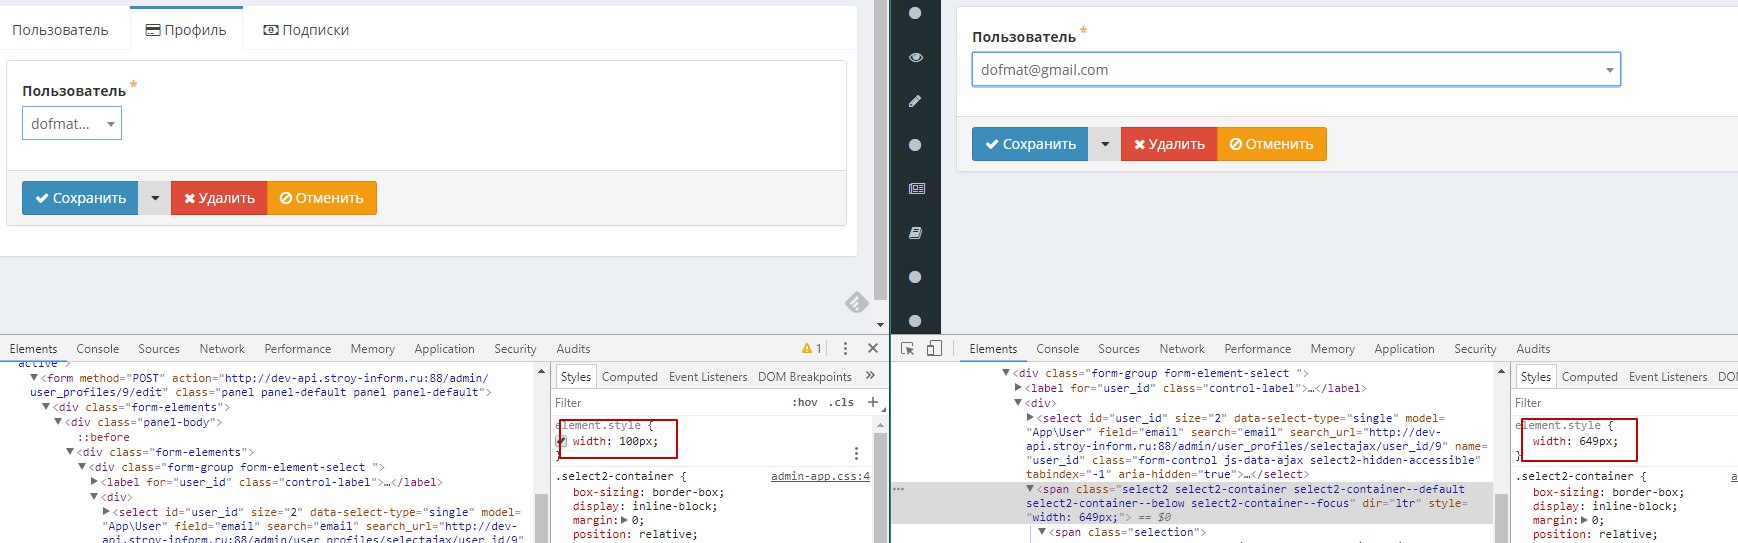 Пользователь
Профиль
Подписки
Пользователь *
dofmat...
Сохранить
Удалить
Отменить
Elements Console Sources Network Performance Memory Application Security Audits 1
active >
<form method="POST" action="http://dev-api.stroy-inform.ru:88/admin/
user_profiles/9/edit" class="panel panel-default panel panel-default">
<div class="form-elements">
<div class="panel-body">
::before
<div class="form-elements">
<div class="form-group form-element-select ">
<label for="user_id" class="control-label">…</label>
<div>
<select id="user_id" size="2" data-select-type="single" model=
"App\User" field="email" search="email" search_url="http://dev-
api.stroy-inform.ru:88/admin/user_profiles/selectajax/user_id/9"
Styles Computed Event Listeners DOM Breakpoints »
Filter :hov .cls +
element.style {
width: 100px;
}
.select2-container { admin-app.css:4
box-sizing: border-box;
display: inline-block;
margin: 0;
position: relative;
Пользователь *
dofmat@gmail.com
Сохранить
Удалить
Отменить
Elements Console Sources Network Performance Memory Application Security Audits
<div class="form-group form-element-select ">
<label for="user_id" class="control-label">…</label>
<div>
<select id="user_id" size="2" data-select-type="single" model=
"App\User" field="email" search="email" search_url="http://dev-
api.stroy-inform.ru:88/admin/user_profiles/selectajax/user_id/9" name=
"user_id" class="form-control js-data-ajax select2-hidden-accessible"
tabindex="-1" aria-hidden="true">…</select>
<span class="select2 select2-container select2-container--default
select2-container--below select2-container--focus" dir="ltr" style=
"width: 649px;"> == $0
<span class="selection">
Styles Computed Event Listeners DOM
Filter
element.style {
width: 649px;
}
.select2-container {
box-sizing: border-box;
display: inline-block;
margin: 0;
position: relative;